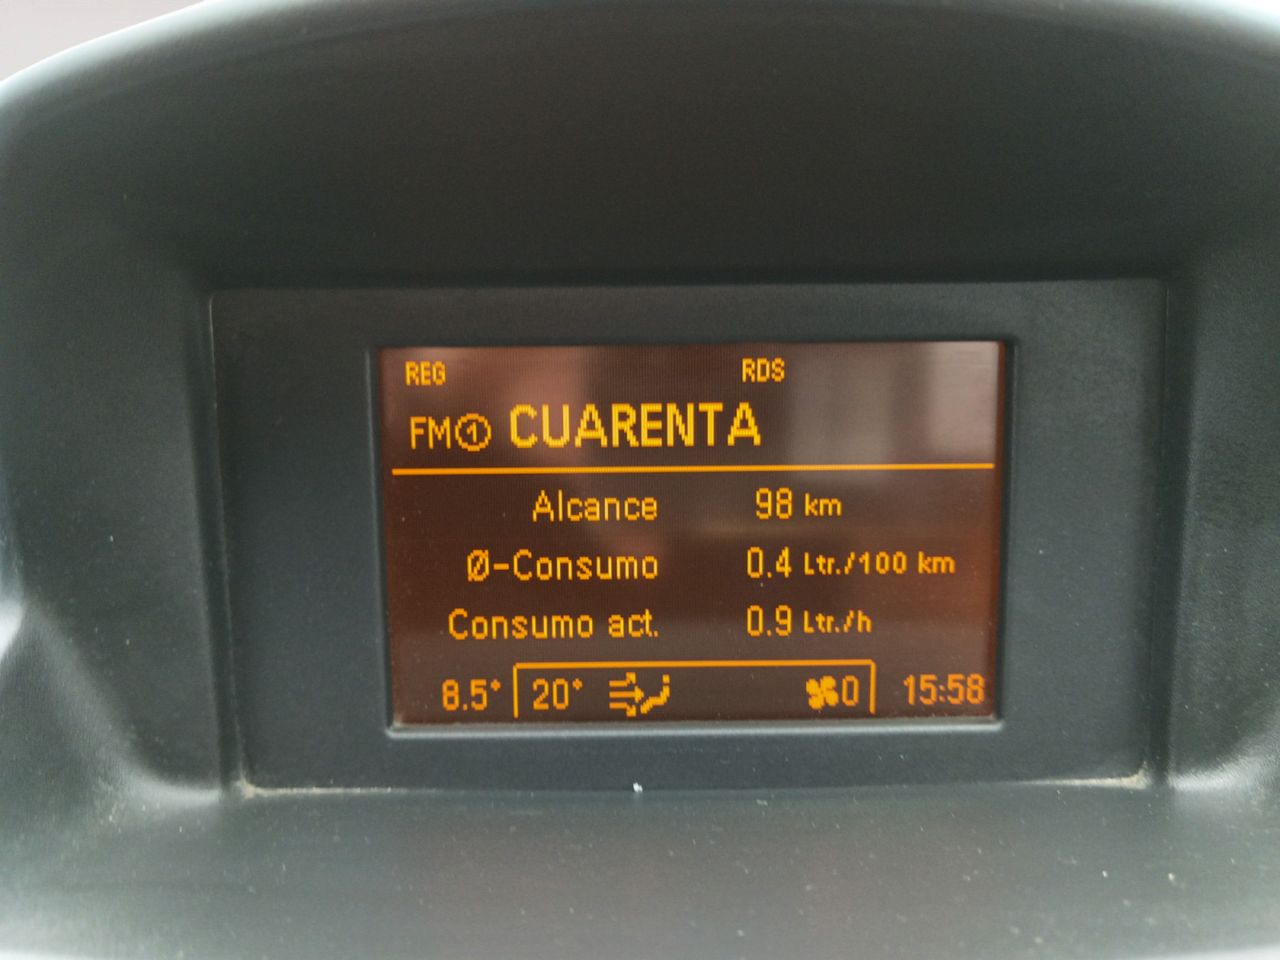 REG RDS
FM① CUARENTA
Alcance 98 km
Ø-Consumo 0.4 Ltr./100 km
Consumo act. 0.9 Ltr./h
8.5° 20° 0 15:58